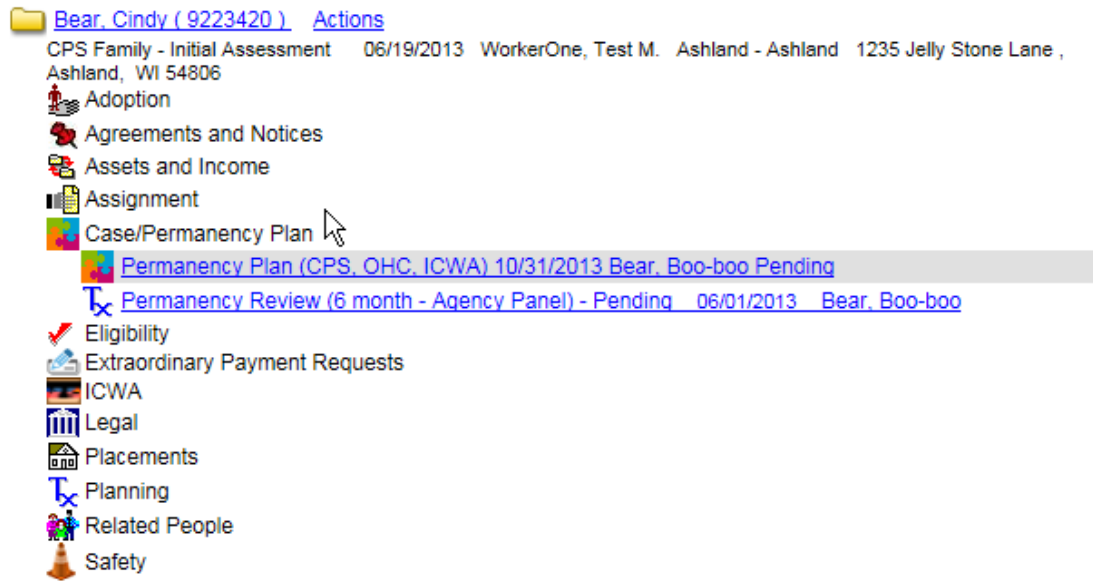 Bear, Cindy ( 9223420 ) Actions
CPS Family - Initial Assessment 06/19/2013 WorkerOne, Test M. Ashland - Ashland 1235 Jelly Stone Lane ,
Ashland, WI 54806
Adoption
Agreements and Notices
Assets and Income
Assignment
Case/Permanency Plan
Permanency Plan (CPS, OHC, ICWA) 10/31/2013 Bear, Boo-boo Pending
Tx Permanency Review (6 month - Agency Panel) - Pending 06/01/2013 Bear, Boo-boo
Eligibility
Extraordinary Payment Requests
ICWA
Legal
Placements
Tx Planning
Related People
Safety